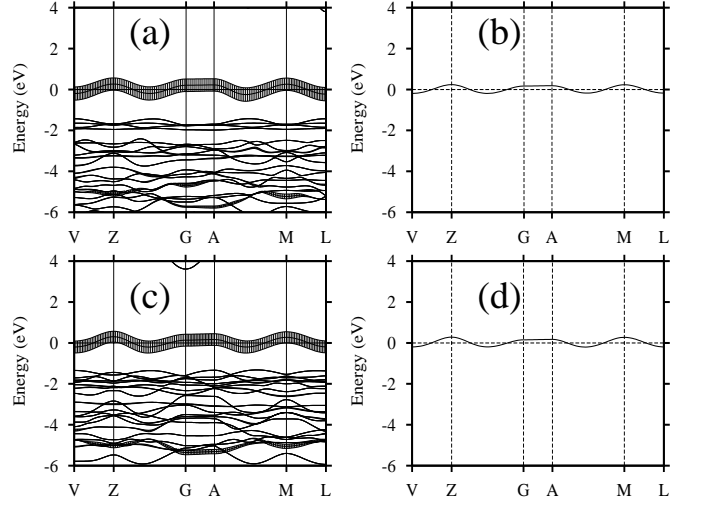 (a)
Energy (eV)
4
2
0
-2
-4
-6
V Z G A M L
(b)
Energy (eV)
4
2
0
-2
-4
-6
V Z G A M L
(c)
Energy (eV)
4
2
0
-2
-4
-6
V Z G A M L
(d)
Energy (eV)
4
2
0
-2
-4
-6
V Z G A M L